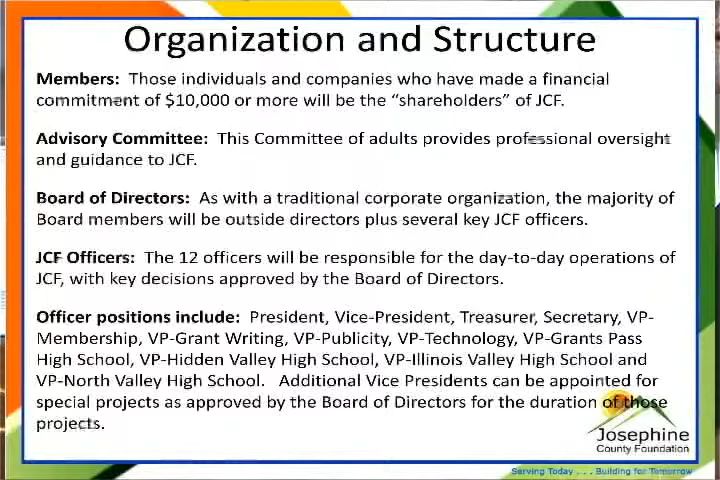 Organization and Structure
Members: Those individuals and companies who have made a financial
commitment of $10,000 or more will be the “shareholders” of JCF.
Advisory Committee: This Committee of adults provides professional oversight
and guidance to JCF.
Board of Directors: As with a traditional corporate organization, the majority of
Board members will be outside directors plus several key JCF officers.
JCF Officers: The 12 officers will be responsible for the day-to-day operations of
JCF, with key decisions approved by the Board of Directors.
Officer positions include: President, Vice-President, Treasurer, Secretary, VP-
Membership, VP-Grant Writing, VP-Publicity, VP-Technology, VP-Grants Pass
High School, VP-Hidden Valley High School, VP-Illinois Valley High School and
VP-North Valley High School. Additional Vice Presidents can be appointed for
special projects as approved by the Board of Directors for the duration of those
projects.
Josephine
County Foundation
Serving Today . . . Building for Tomorrow